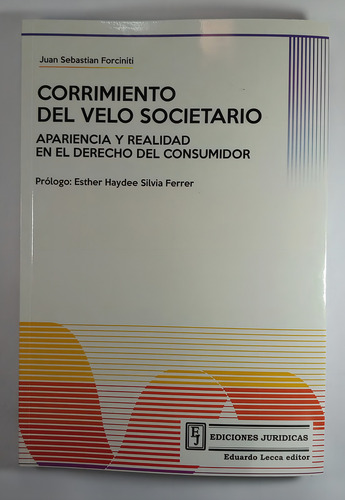 Juan Sebastian Forciniti
CORRIMIENTO
DEL VELO SOCIETARIO
APARIENCIA Y REALIDAD
EN EL DERECHO DEL CONSUMIDOR
Prólogo: Esther Haydee Silvia Ferrer
EJ
EDICIONES JURIDICAS
Eduardo Lecca editor